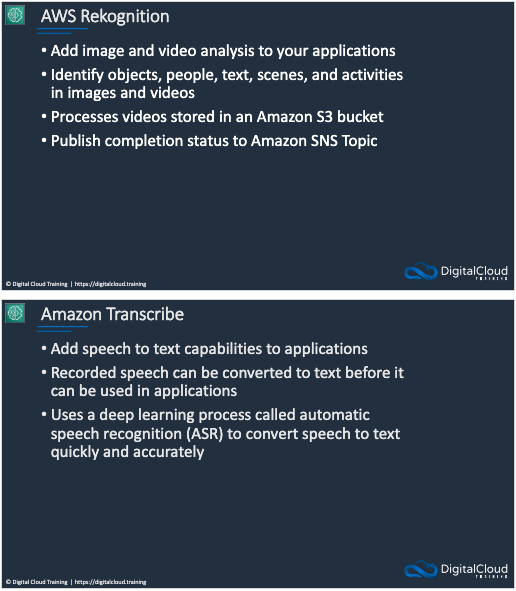 AWS Rekognition
• Add image and video analysis to your applications
• Identify objects, people, text, scenes, and activities
in images and videos
• Processes videos stored in an Amazon S3 bucket
• Publish completion status to Amazon SNS Topic
DigitalCloud
TRAINING
© Digital Cloud Training | https://digitalcloud.training
Amazon Transcribe
• Add speech to text capabilities to applications
• Recorded speech can be converted to text before it
can be used in applications
• Uses a deep learning process called automatic
speech recognition (ASR) to convert speech to text
quickly and accurately
DigitalCloud
TRAINING
© Digital Cloud Training | https://digitalcloud.training